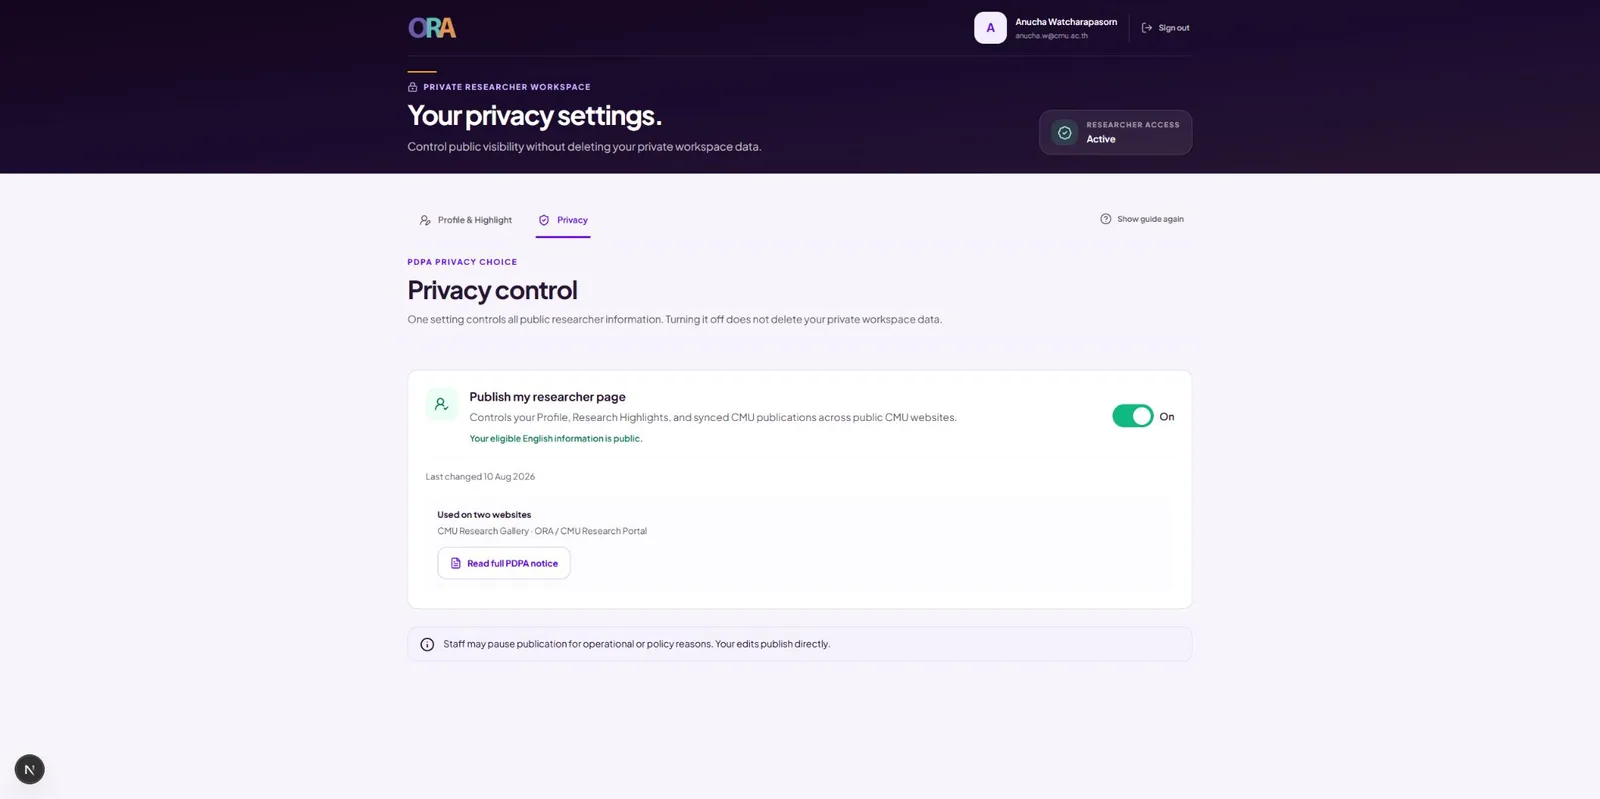 ORA
A
Anucha Watcharapasorn
anucha.w@cmu.ac.th
Sign out
PRIVATE RESEARCHER WORKSPACE
Your privacy settings.
Control public visibility without deleting your private workspace data.
RESEARCHER ACCESS
Active
Profile & Highlight
Privacy
Show guide again
PDPA PRIVACY CHOICE
Privacy control
One setting controls all public researcher information. Turning it off does not delete your private workspace data.
Publish my researcher page
Controls your Profile, Research Highlights, and synced CMU publications across public CMU websites.
Your eligible English information is public.
On
Last changed 10 Aug 2026
Used on two websites
CMU Research Gallery · ORA / CMU Research Portal
Read full PDPA notice
Staff may pause publication for operational or policy reasons. Your edits publish directly.
N